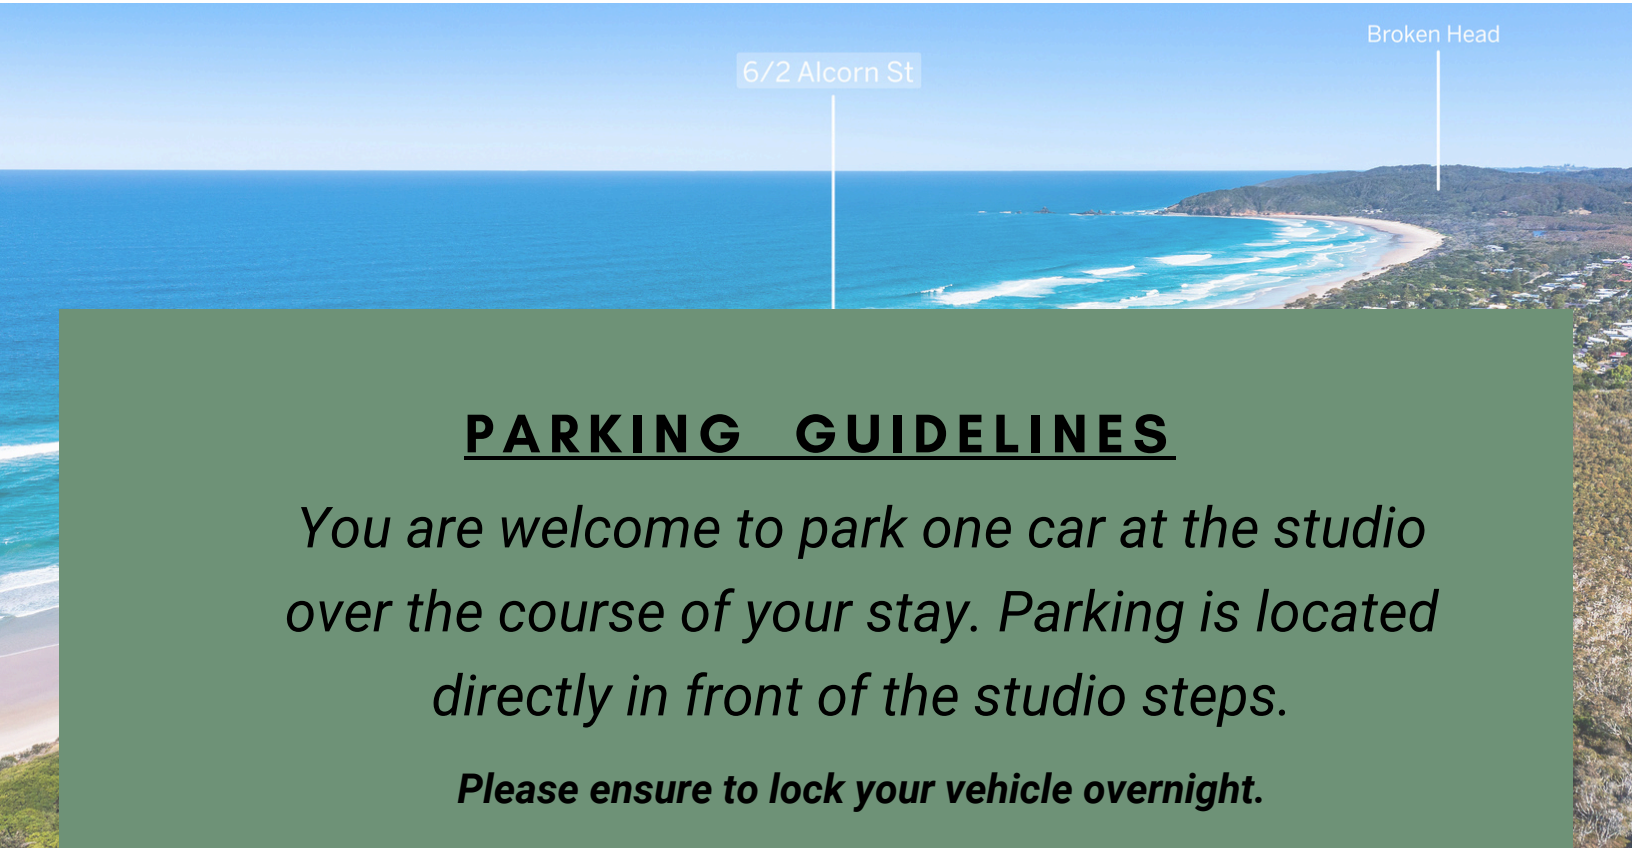 Broken Head
6/2 Alcorn St
PARKING GUIDELINES
You are welcome to park one car at the studio
over the course of your stay. Parking is located
directly in front of the studio steps.
Please ensure to lock your vehicle overnight.